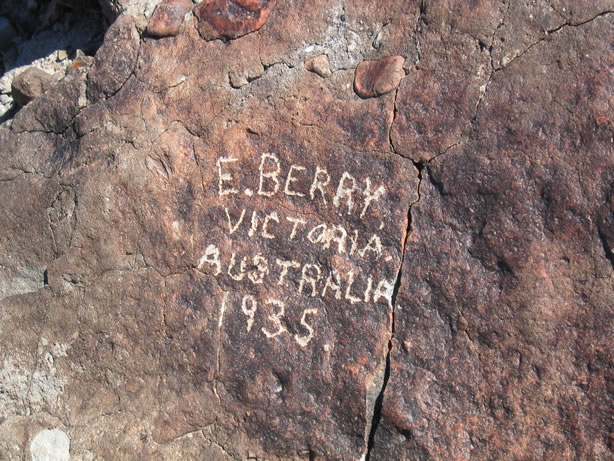 E. BERRY,
VICTORIA.
AUSTRALIA
1935.